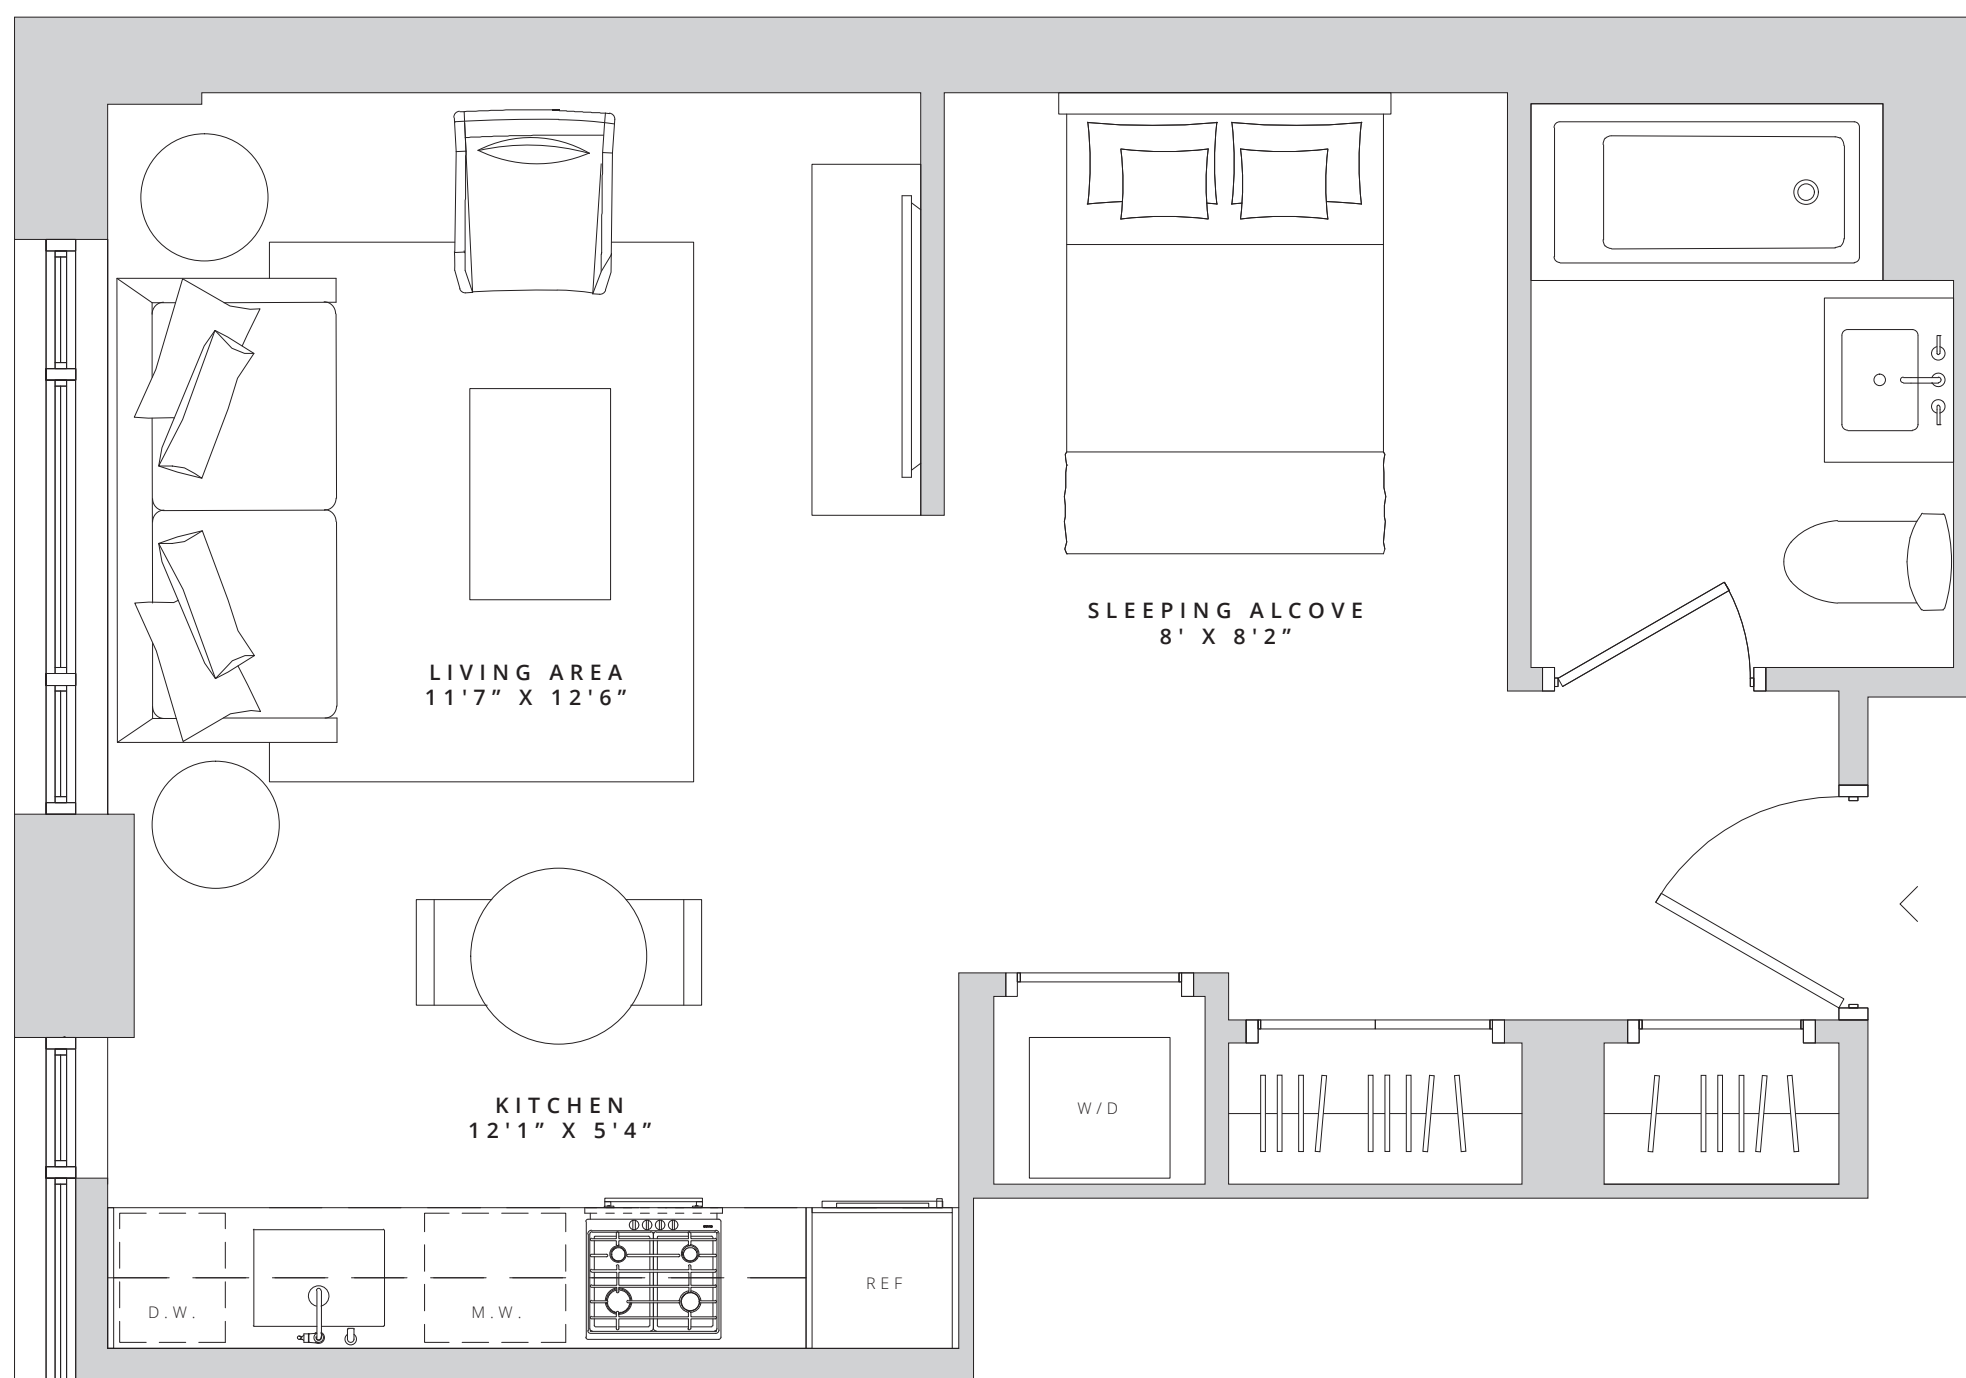 SLEEPING ALCOVE
8' X 8'2”
LIVING AREA
11'7” X 12'6”
KITCHEN
12'1” X 5'4”
W/D
D.W.
M.W.
REF